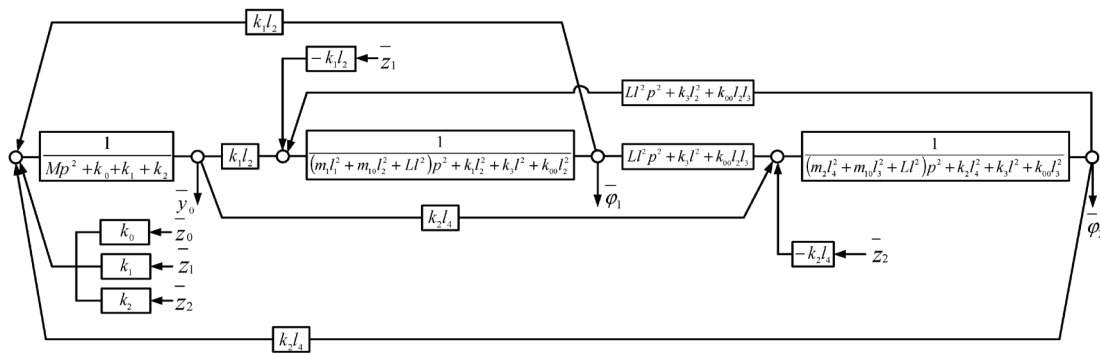 k₁l₂
−k₁l₂
z̄₁
Ll²p²+k₃l₂²+k₀₀l₂l₃
1
Mp²+k₀+k₁+k₂
k₁l₂
1
(m₁l₁²+m₁₀l₂²+Ll²)p²+k₁l₂²+k₃l²+k₀₀l₂²
Ll²p²+k₃l²+k₀₀l₂l₃
1
(m₂l₄²+m₁₀l₃²+Ll²)p²+k₂l₄²+k₃l²+k₀₀l₃²
ȳ₀
φ̄₁
k₂l₄
k₀
z̄₀
k₁
z̄₁
k₂
z̄₂
−k₂l₄
z̄₂
k₂l₄